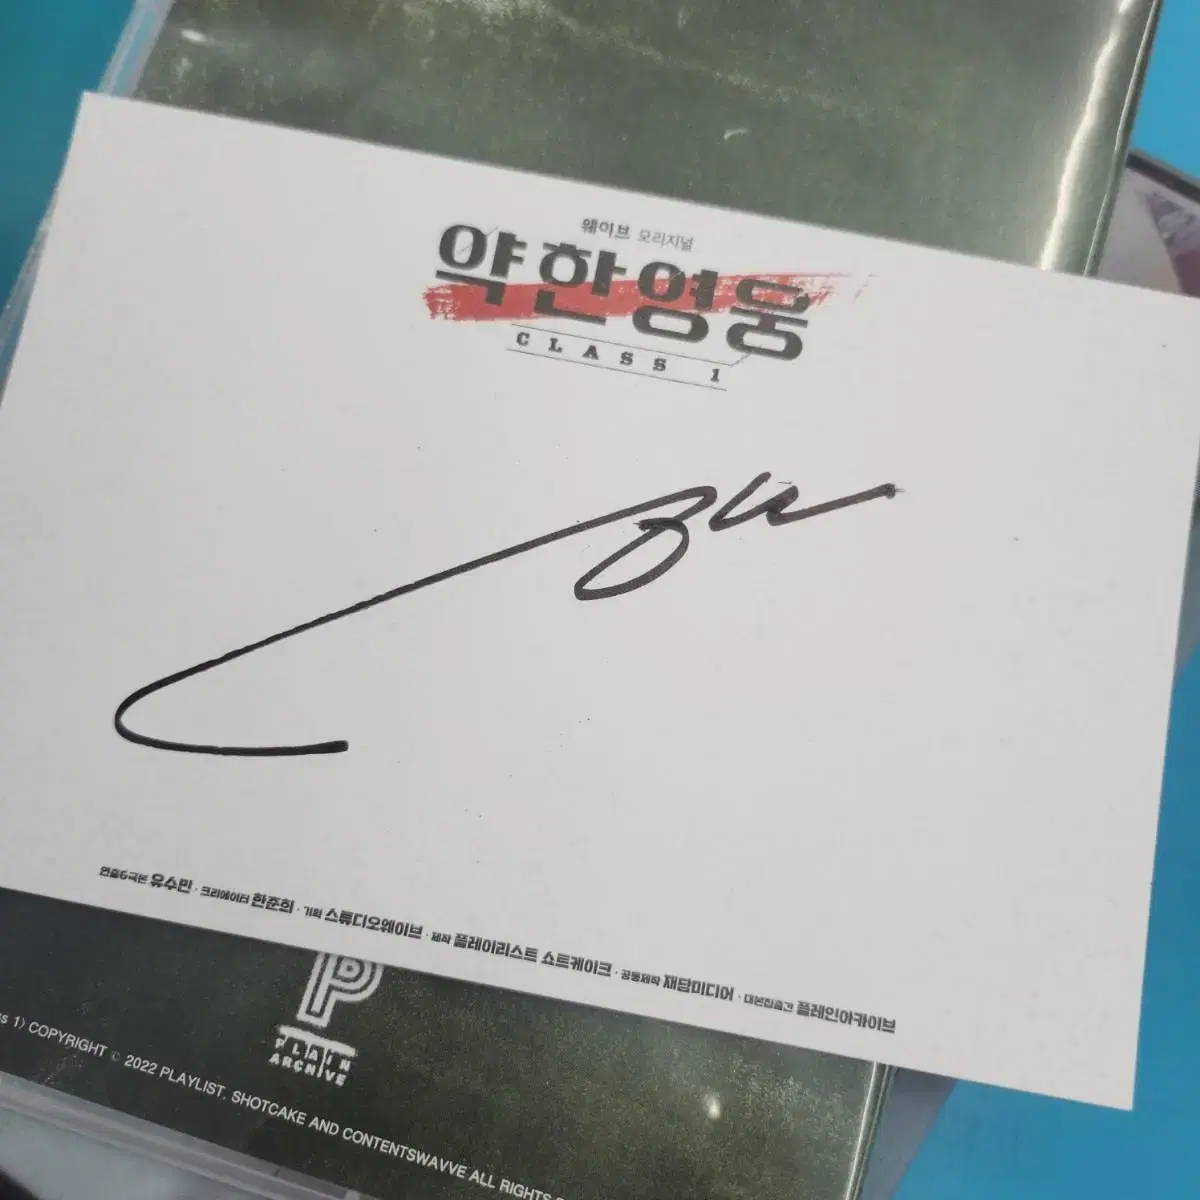 웨이브 오리지널
약한영웅
CLASS 1
연출&극본 유수민 · 크리에이터 한준희 · 기획 스튜디오웨이브 · 제작 플레이리스트 쇼트케이크 · 공동제작 재담미디어 · 대본집출간 플레인아카이브
P
PLAIN
ARCHIVE
s 1) COPYRIGHT © 2022 PLAYLIST, SHOTCAKE AND CONTENTSWAVVE ALL RIGHTS